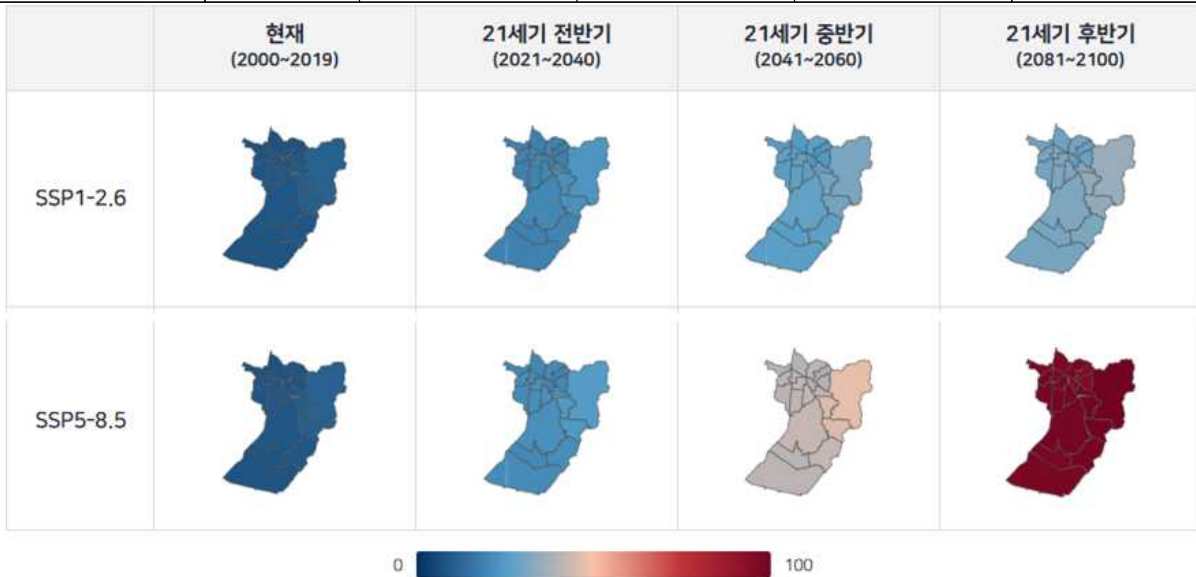 현재
(2000~2019)
21세기 전반기
(2021~2040)
21세기 중반기
(2041~2060)
21세기 후반기
(2081~2100)
SSP1-2.6
SSP5-8.5
0
100